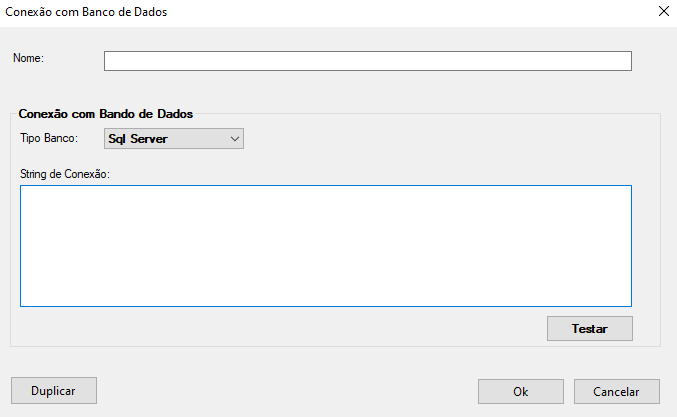 Conexão com Banco de Dados
Nome:
Conexão com Bando de Dados
Tipo Banco: Sql Server
String de Conexão:
Testar
Duplicar Ok Cancelar